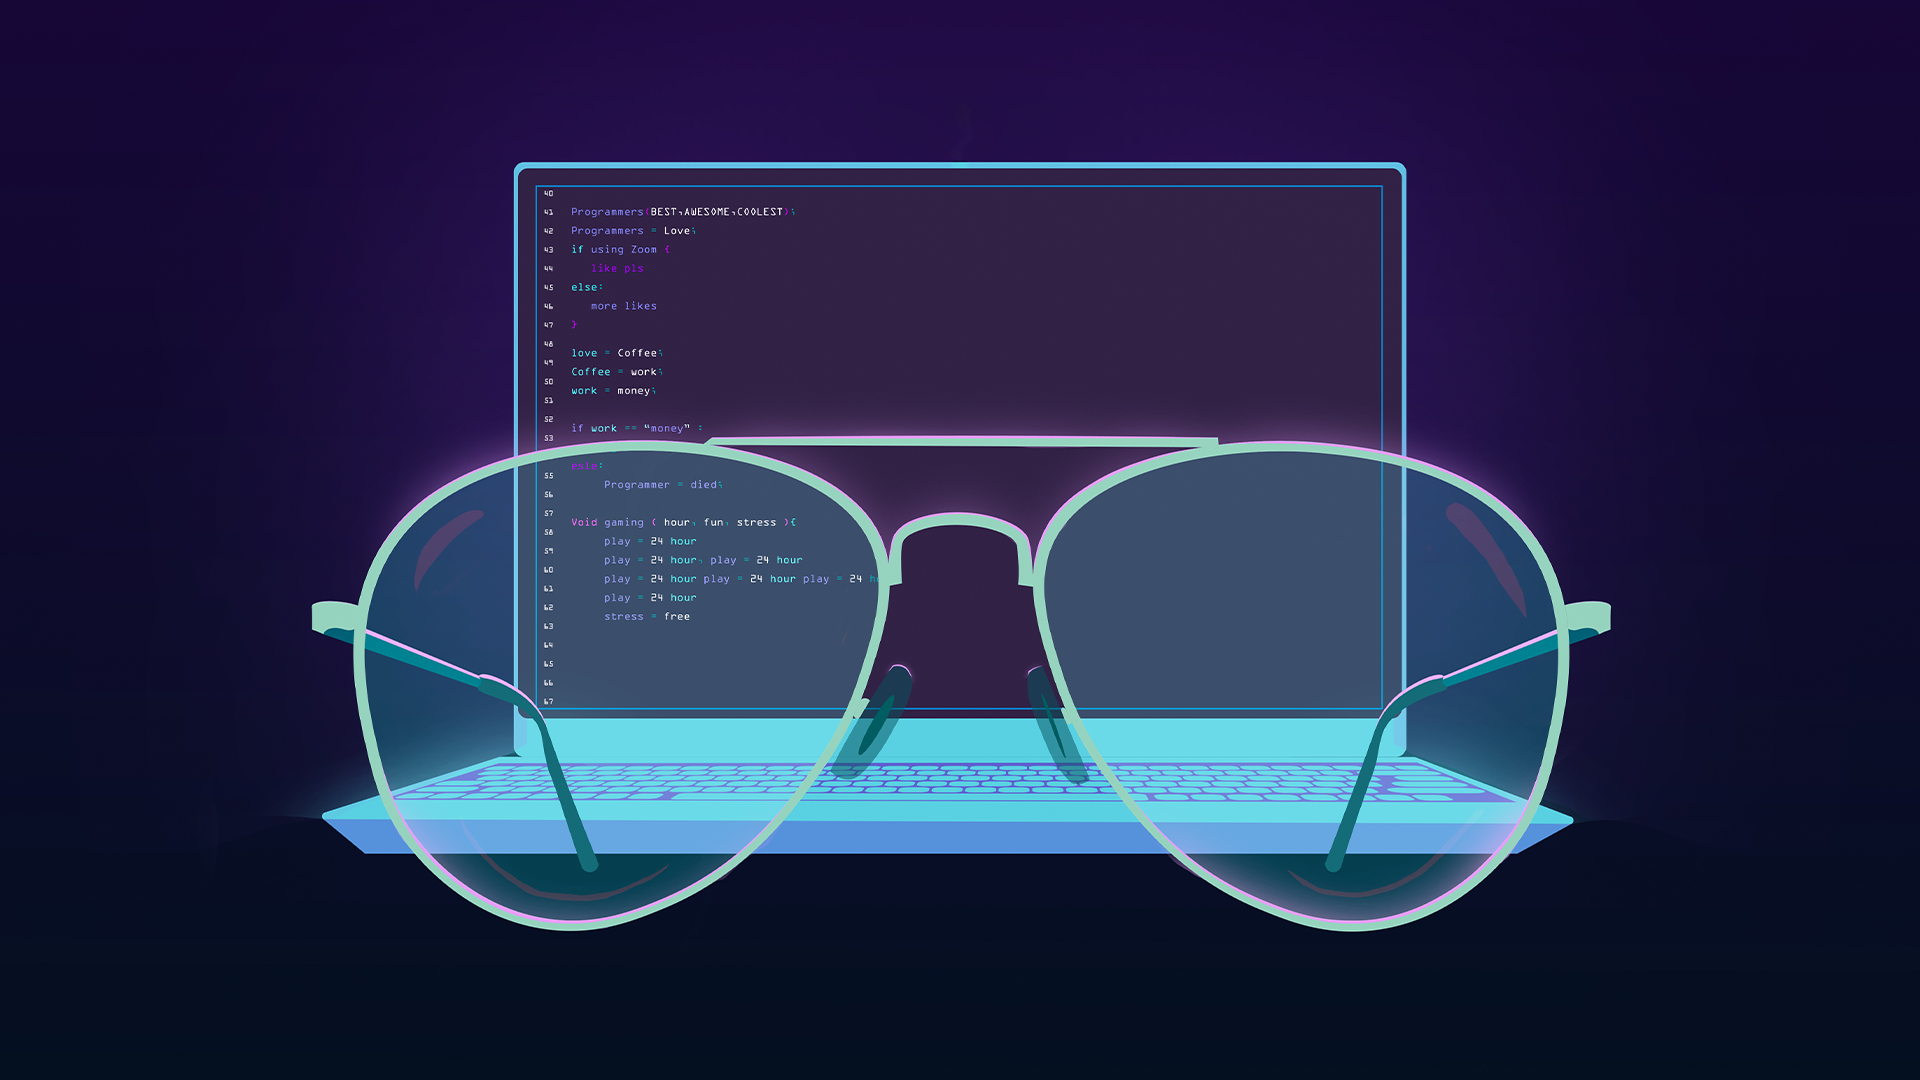 40
41 Programmers(BEST,AWESOME,COOLEST);
42 Programmers = Love;
43 if using Zoom {
44 like pls
45 else:
46 more likes
47 }
48
49 love = Coffee;
50 Coffee = work;
51 work = money;
52
53 if work == “money” :
:
55 Programmer = died;
56
57 Void gaming ( hour, fun, stress ){
58 play = 24 hour
59 play = 24 hour, play = 24 hour
60 play = 24 hour play = 24 hour play = 24
61 play = 24 hour
62 stress = free
63
64
65
66
67